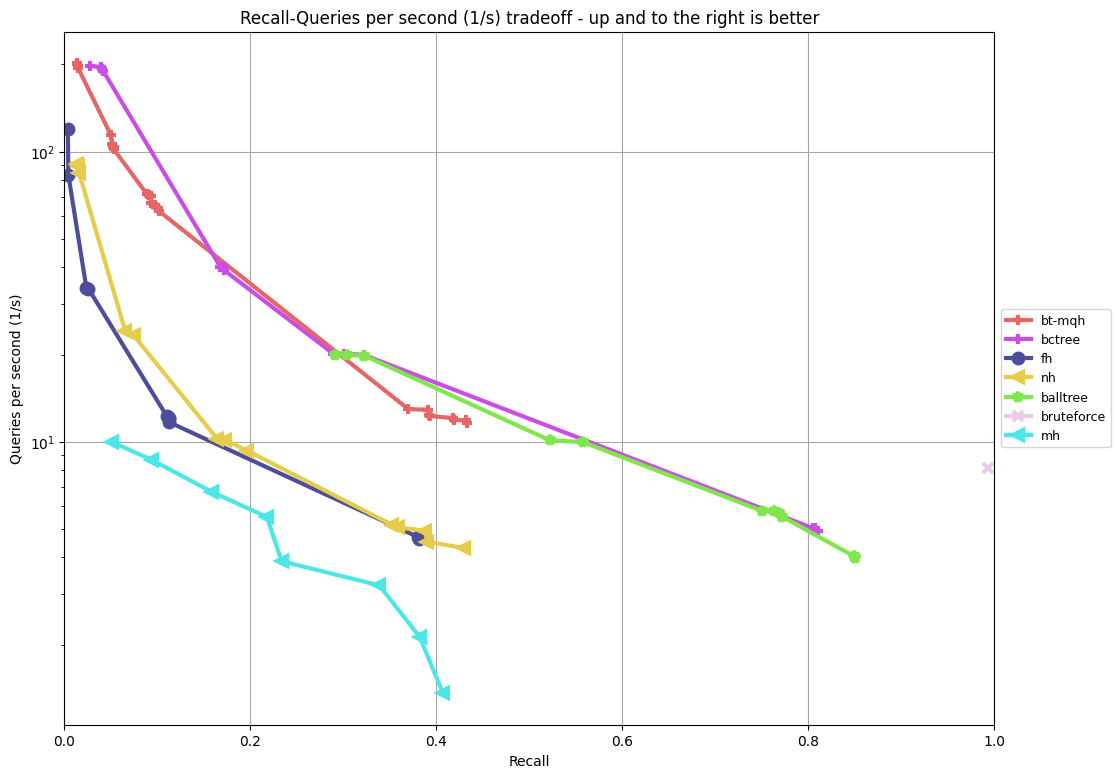 Recall-Queries per second (1/s) tradeoff - up and to the right is better
Queries per second (1/s)
10²
10¹
0.0 0.2 0.4 0.6 0.8 1.0
Recall
bt-mqh
bctree
fh
nh
balltree
bruteforce
mh